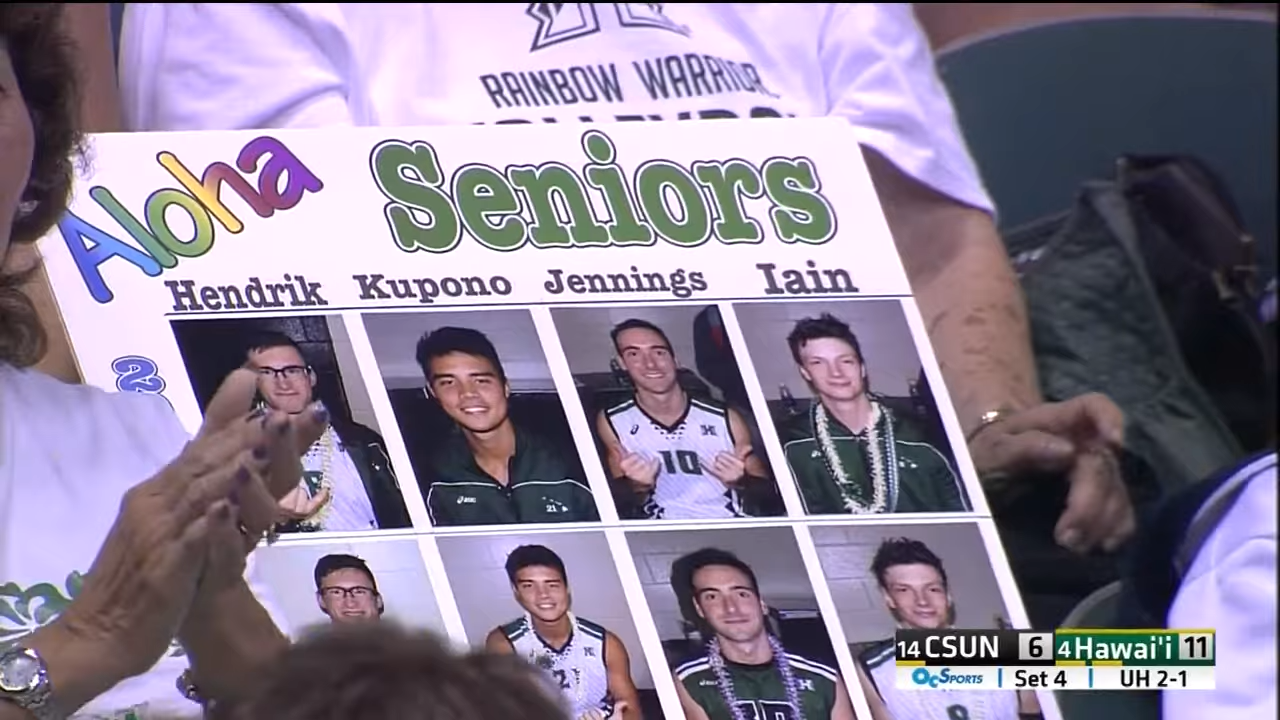 RAINBOW WARRIOR
Aloha Seniors
Hendrik Kupono Jennings Iain
2
10
21
14 CSUN 6 4 Hawai'i 11
OC SPORTS Set 4 UH 2-1